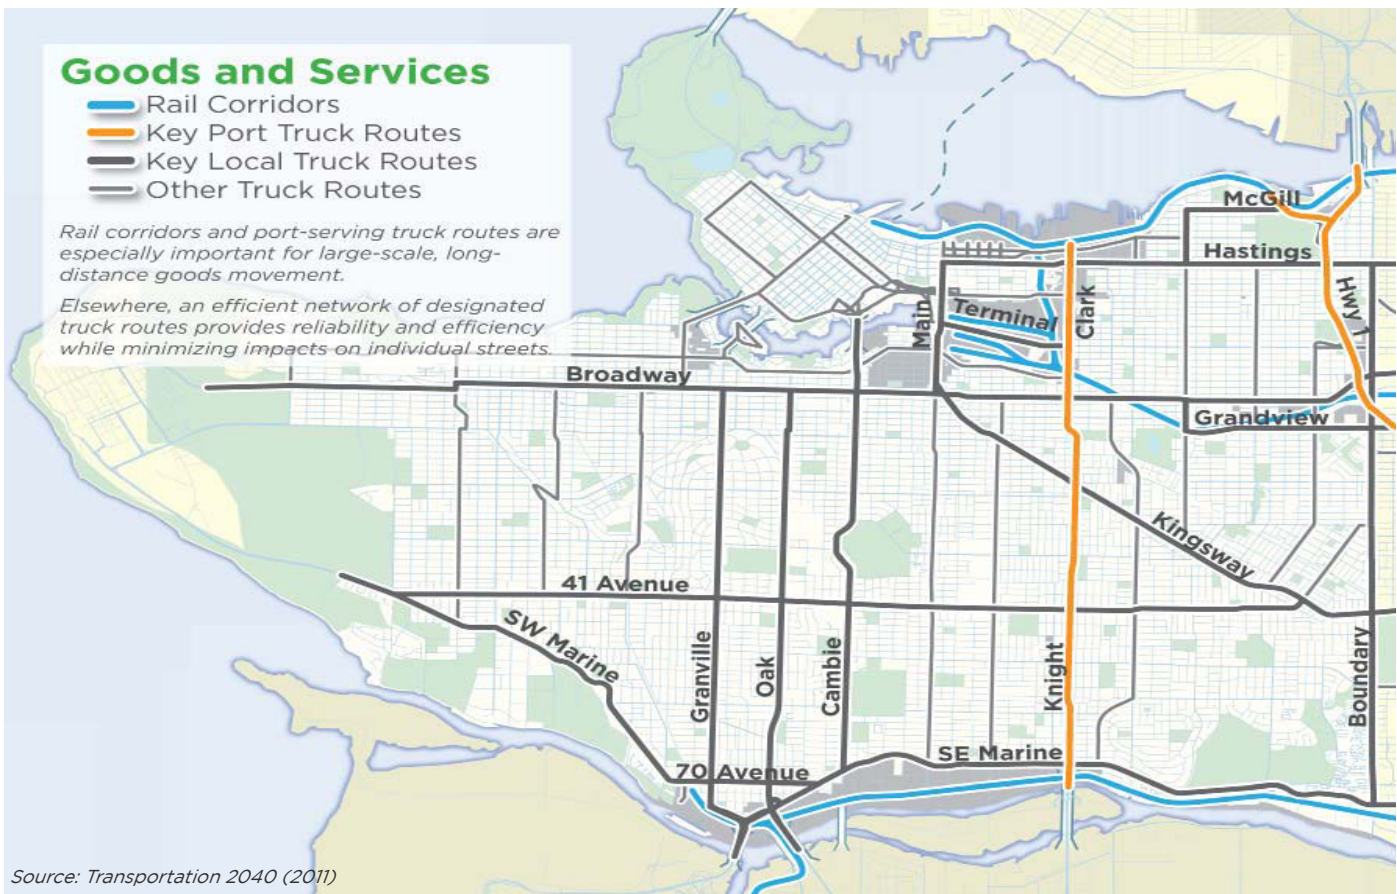 Goods and Services
Rail Corridors
Key Port Truck Routes
Key Local Truck Routes
Other Truck Routes
Rail corridors and port-serving truck routes are
especially important for large-scale, long-
distance goods movement.
Elsewhere, an efficient network of designated
truck routes provides reliability and efficiency
while minimizing impacts on individual streets.
McGill
Hastings
Main
Terminal
Clark
Hwy 1
Broadway
Grandview
Kingsway
41 Avenue
SW Marine
Granville
Oak
Cambie
Knight
Boundary
70 Avenue
SE Marine
Source: Transportation 2040 (2011)